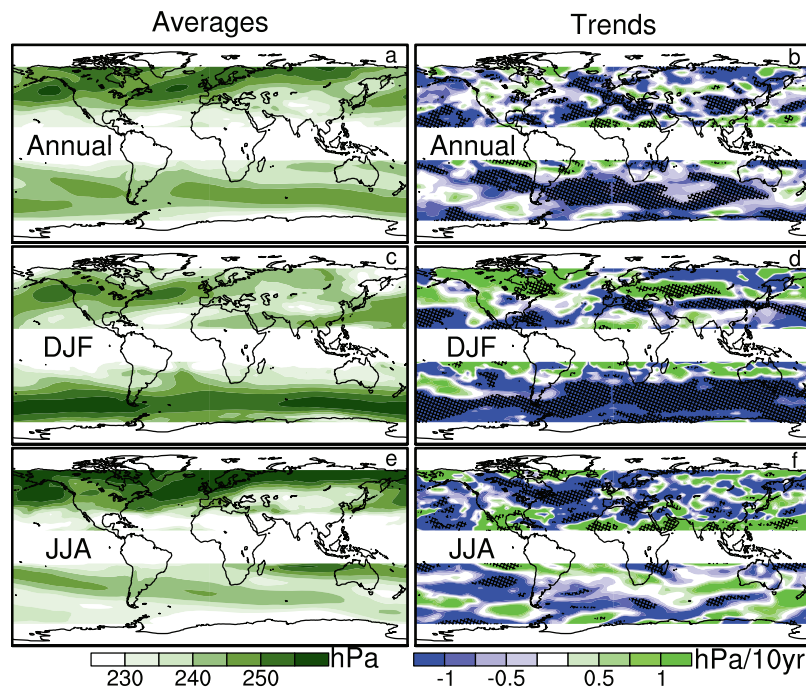 Averages Trends
a b
Annual Annual
c d
DJF DJF
e f
JJA JJA
hPa hPa/10yr
230 240 250 -1 -0.5 0.5 1